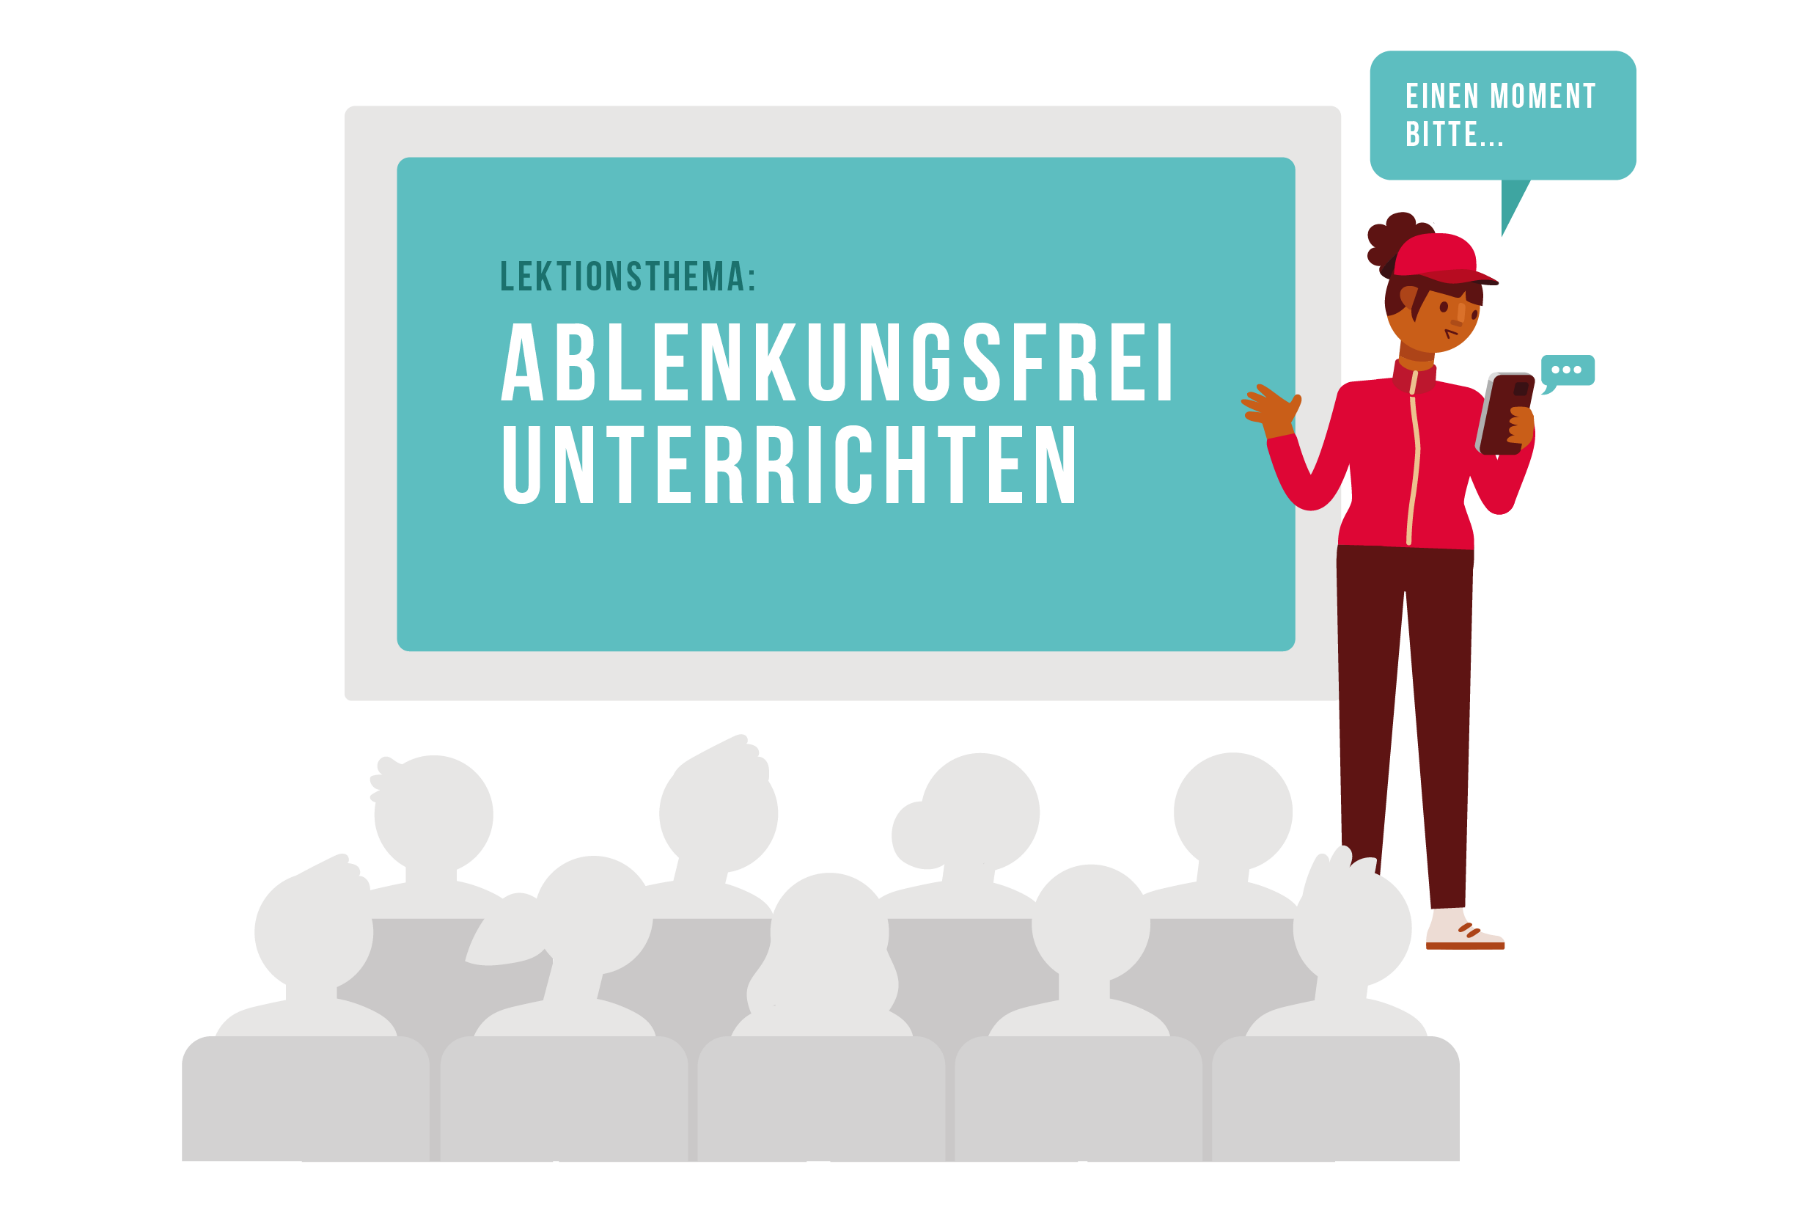 EINEN MOMENT
BITTE...
LEKTIONSTHEMA:
ABLENKUNGSFREI
UNTERRICHTEN